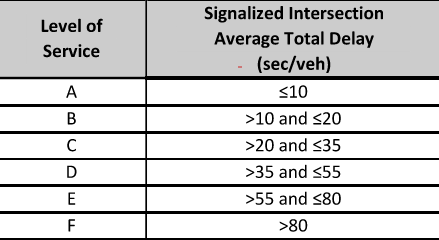 Level of Service
Signalized Intersection Average Total Delay - (sec/veh)
A ≤10
B >10 and ≤20
C >20 and ≤35
D >35 and ≤55
E >55 and ≤80
F >80